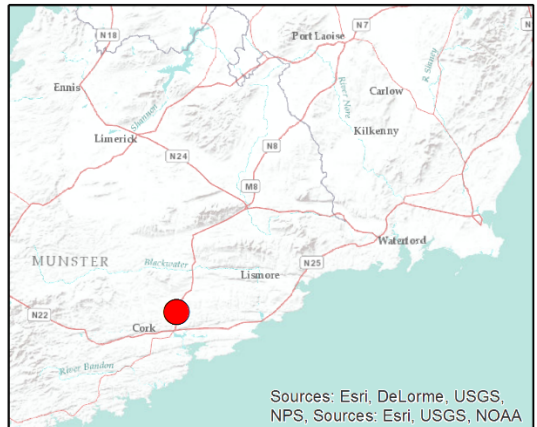 N18
N7
Port Laoise
Ennis
Shannon
River Nore
Carlow
R Slaney
Limerick
Kilkenny
N24
N8
M8
Waterford
MUNSTER
Blackwater
Lismore
N25
N22
Cork
River Bandon
Sources: Esri, DeLorme, USGS,
NPS, Sources: Esri, USGS, NOAA